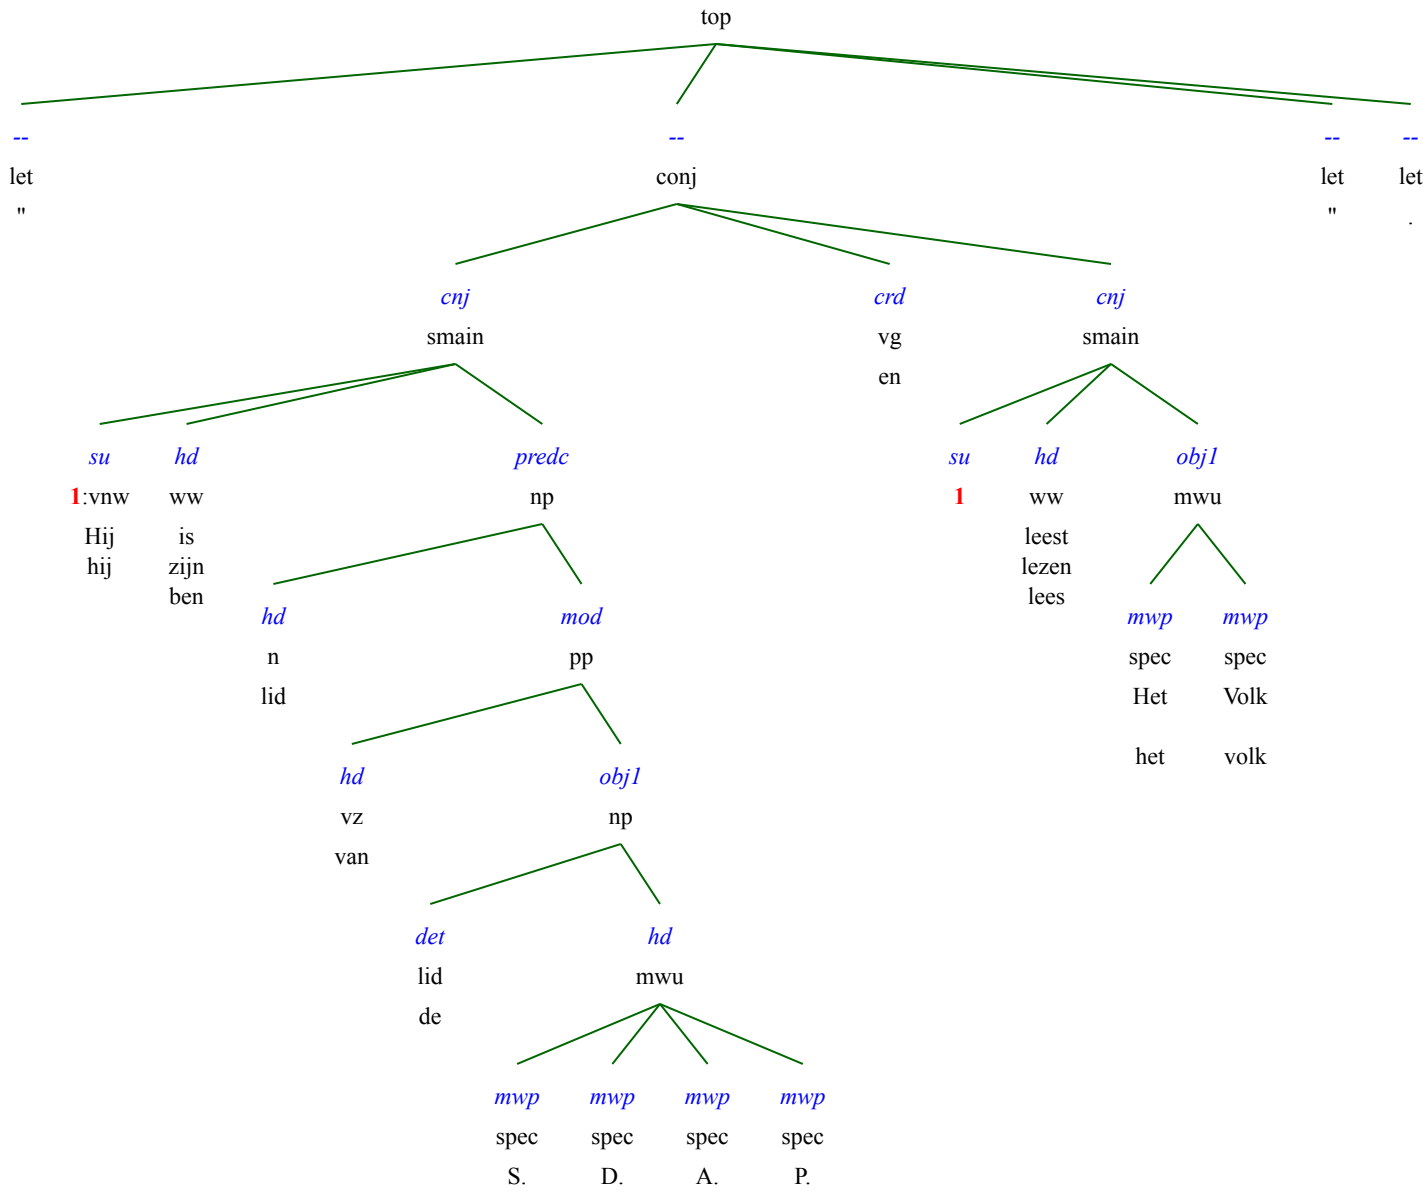 top
-- -- -- --
let conj let let
" " .
cnj crd cnj
smain vg smain
en
su hd predc su hd obj1
1:vnw ww np 1 ww mwu
Hij is leest
hij zijn lezen
ben lees
hd mod mwp mwp
n pp spec spec
lid Het Volk
het volk
hd obj1
vz np
van
det hd
lid mwu
de
mwp mwp mwp mwp
spec spec spec spec
S. D. A. P.